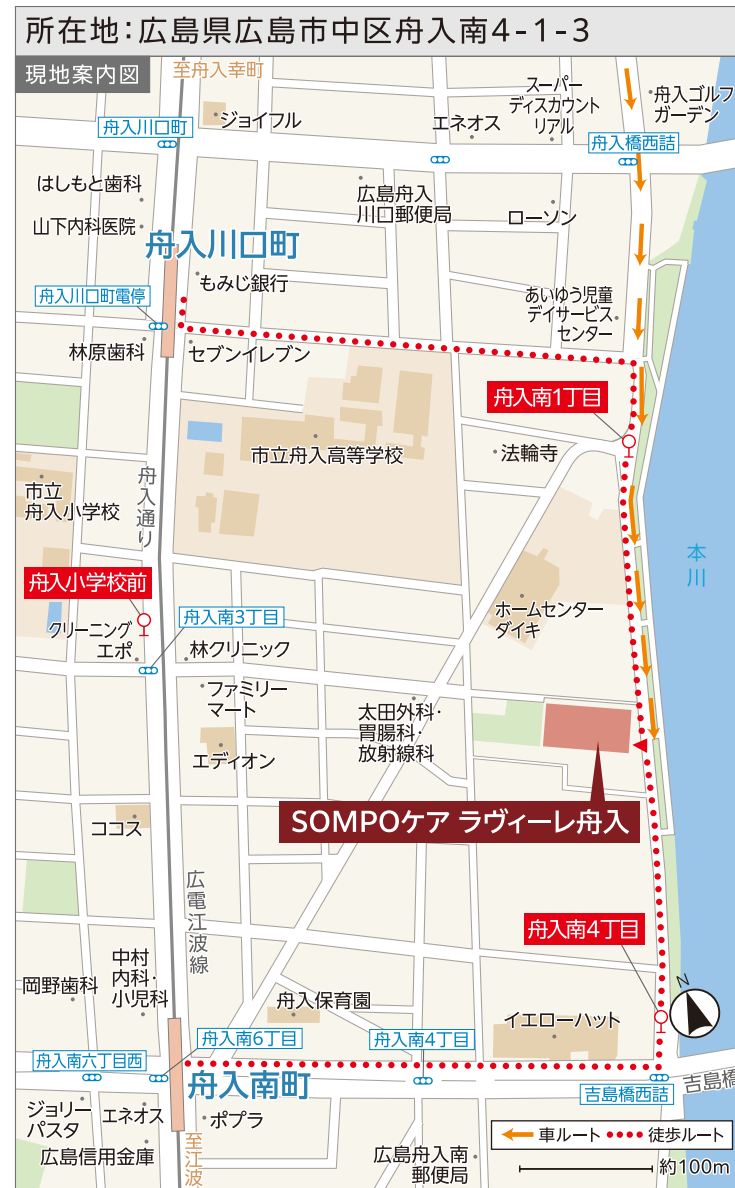 所在地：広島県広島市中区舟入南4-1-3
現地案内図
至舟入幸町
スーパー
ディスカウント
リアル
舟入ゴルフ
ガーデン
舟入川口町
ジョイフル
エネオス
舟入橋西詰
はしもと歯科
広島舟入
川口郵便局
ローソン
山下内科医院
舟入川口町
もみじ銀行
舟入川口町電停
あいゆう児童
デイサービス
センター
林原歯科
セブンイレブン
舟入南1丁目
市立舟入高等学校
法輪寺
市立
舟入小学校
舟入通り
本川
舟入小学校前
舟入南3丁目
ホームセンター
ダイキ
クリーニング
エポ
林クリニック
ファミリー
マート
太田外科・
胃腸科・
放射線科
エディオン
SOMPOケア ラヴィーレ舟入
ココス
広電江波線
舟入南4丁目
中村
内科・
小児科
岡野歯科
舟入保育園
イエローハット
N
舟入南6丁目
舟入南4丁目
舟入南六丁目西
舟入南町
吉島橋西詰
吉島橋
ジョリー
パスタ
エネオス
ポプラ
広島信用金庫
至江波
広島舟入南
郵便局
車ルート
徒歩ルート
約100m